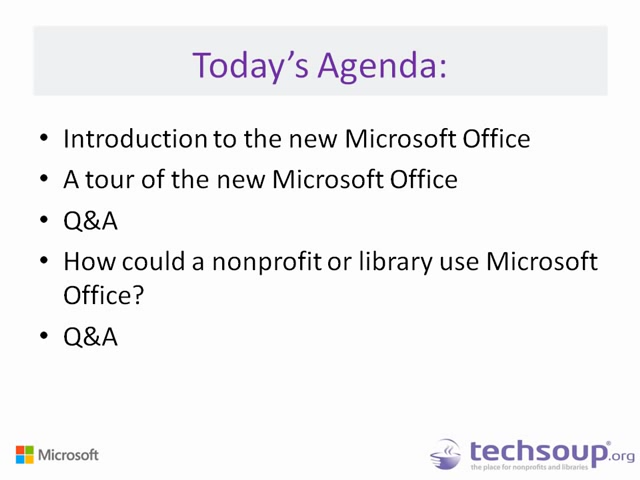 Today's Agenda:
• Introduction to the new Microsoft Office
• A tour of the new Microsoft Office
• Q&A
• How could a nonprofit or library use Microsoft
Office?
• Q&A
Microsoft
techsoup.org
the place for nonprofits and libraries